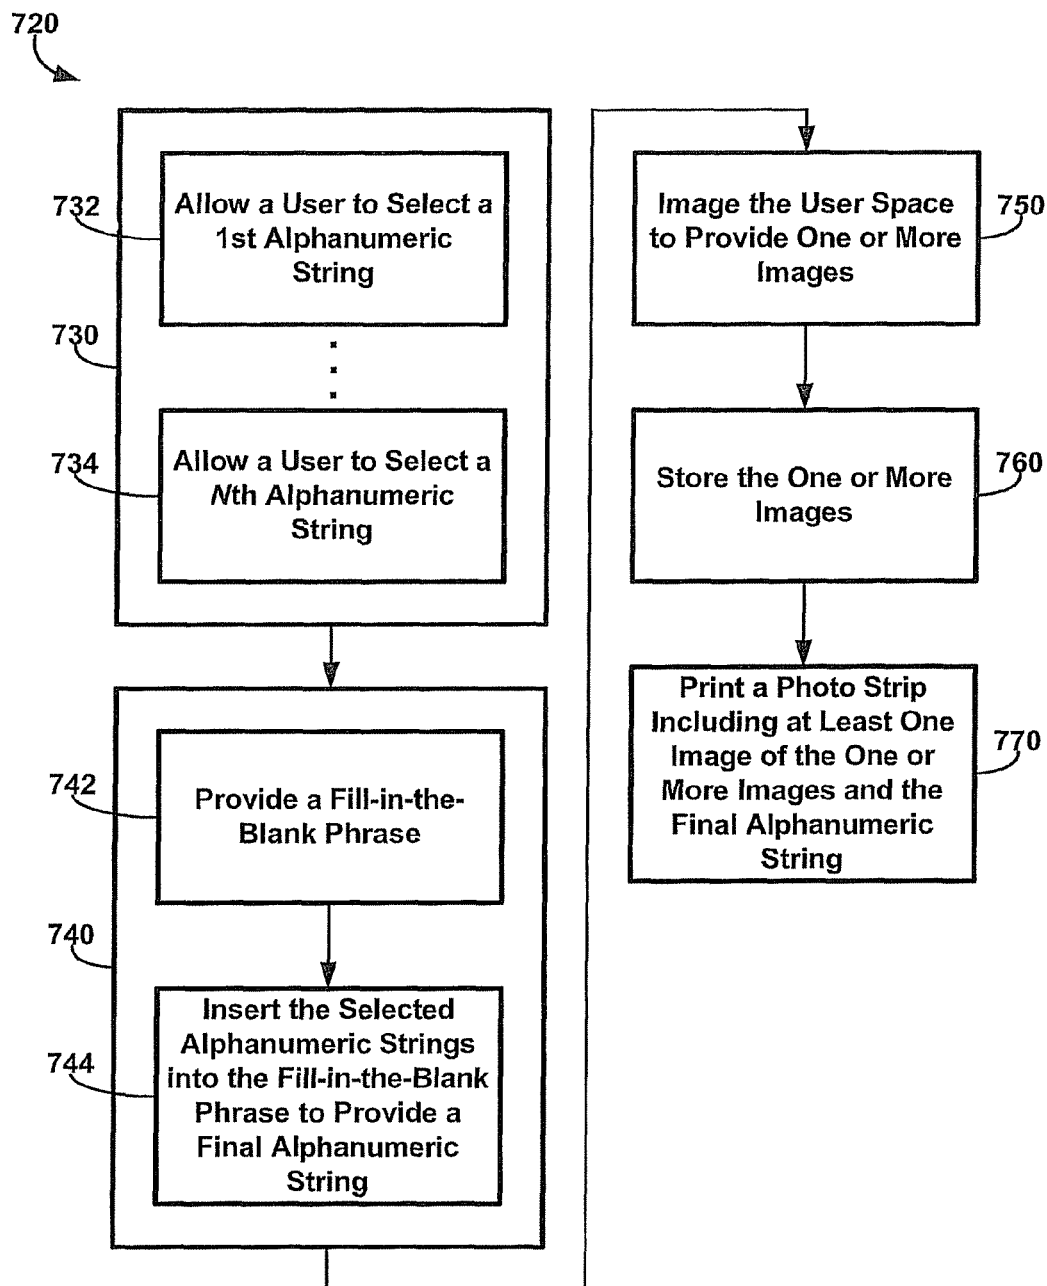 720
732
Allow a User to Select a
1st Alphanumeric
String
730
734
Allow a User to Select a
Nth Alphanumeric
String
742
Provide a Fill-in-the-
Blank Phrase
740
744
Insert the Selected
Alphanumeric Strings
into the Fill-in-the-Blank
Phrase to Provide a
Final Alphanumeric
String
Image the User Space
to Provide One or More
Images
750
Store the One or More
Images
760
Print a Photo Strip
Including at Least One
Image of the One or
More Images and the
Final Alphanumeric
String
770